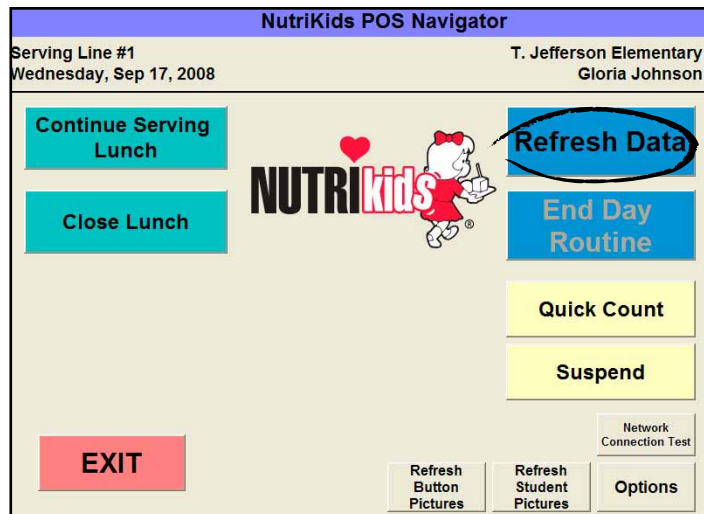 NutriKids POS Navigator
Serving Line #1
T. Jefferson Elementary
Wednesday, Sep 17, 2008
Gloria Johnson
Continue Serving
Lunch
Refresh Data
NUTRIkids®
Close Lunch
End Day
Routine
Quick Count
Suspend
Network
Connection Test
EXIT
Refresh
Button
Pictures
Refresh
Student
Pictures
Options